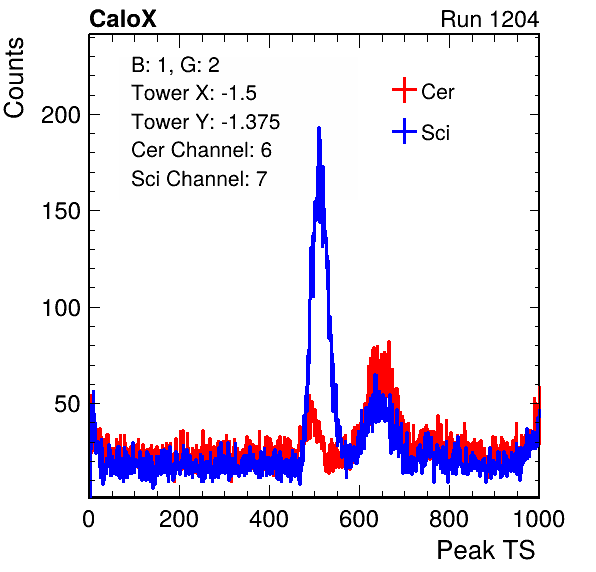 CaloX Run 1204
Counts
B: 1, G: 2
Tower X: -1.5
Tower Y: -1.375
Cer Channel: 6
Sci Channel: 7
Cer
Sci
200
150
100
50
0 200 400 600 800 1000
Peak TS